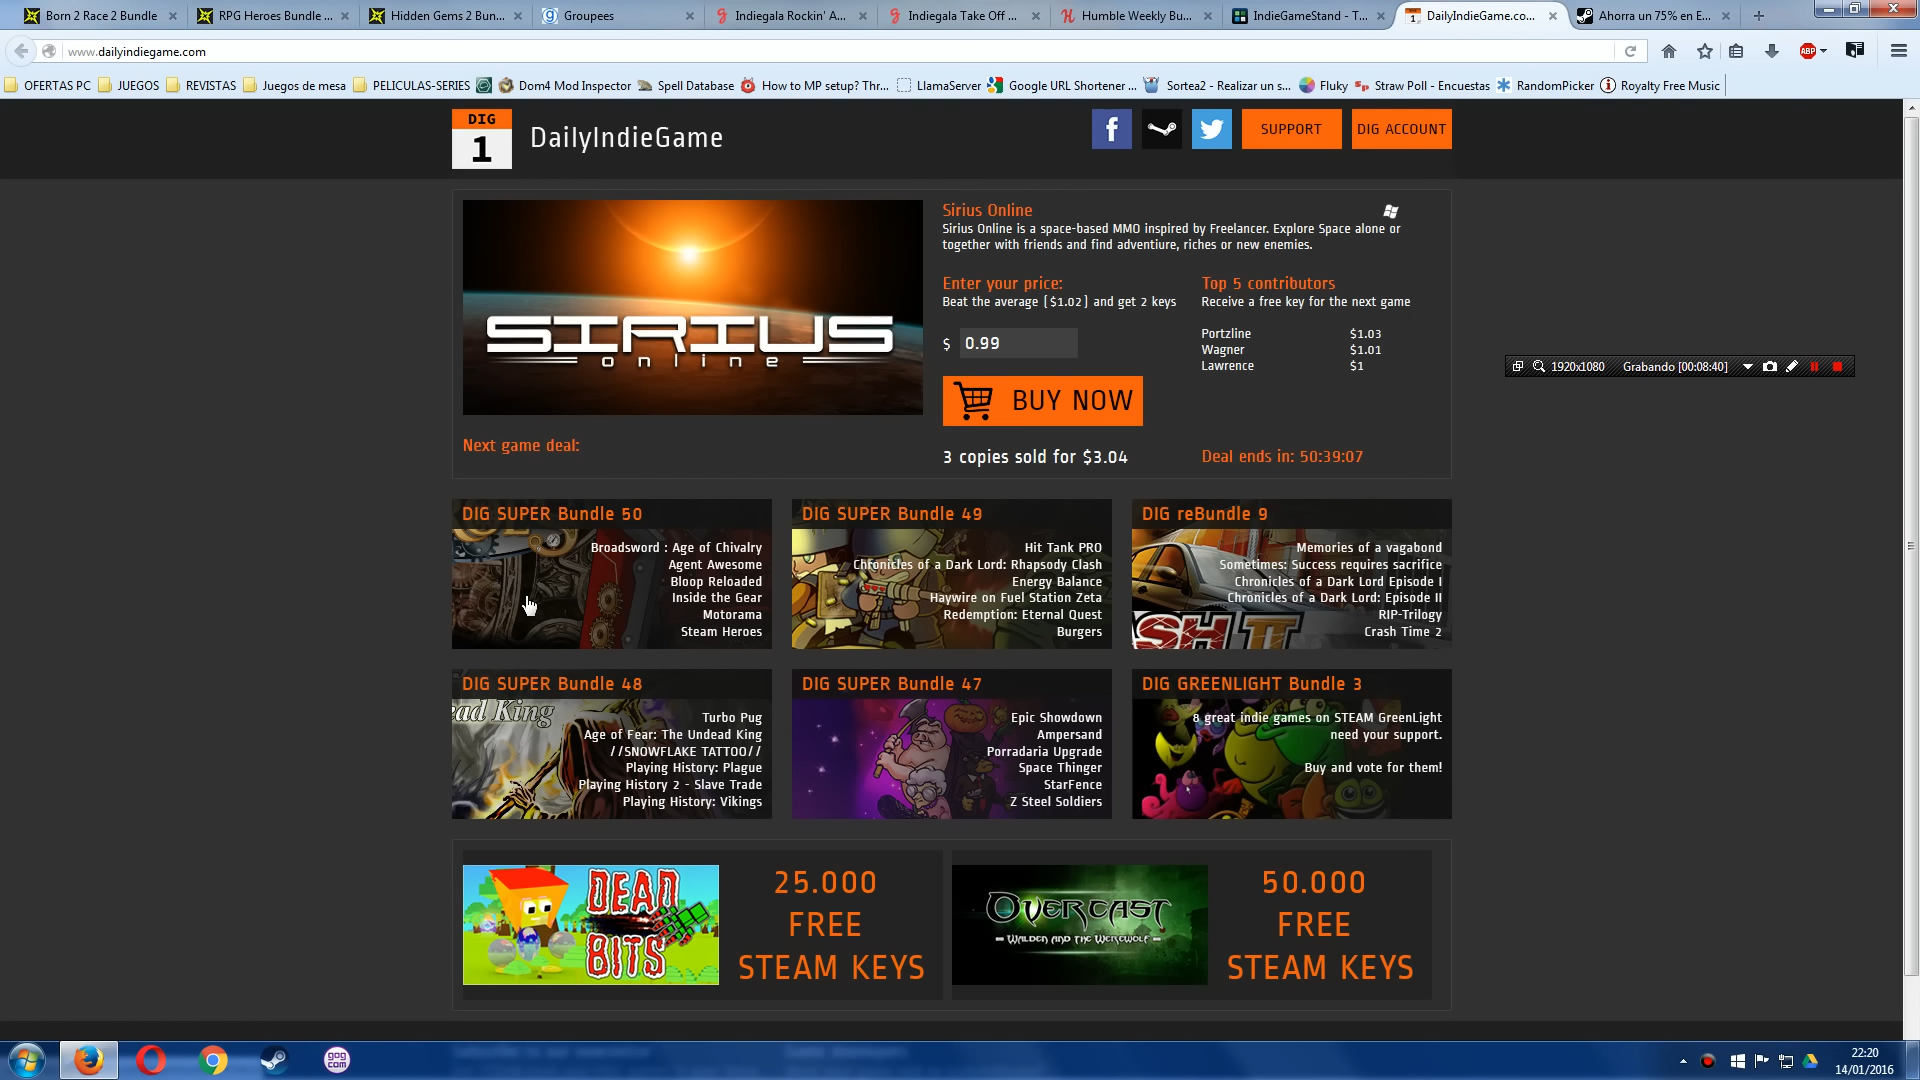 Born 2 Race 2 Bundle
RPG Heroes Bundle ...
Hidden Gems 2 Bun...
Groupees
Indiegala Rockin' A...
Indiegala Take Off ...
Humble Weekly Bu...
IndieGameStand - T...
DailyIndieGame.co...
Ahorra un 75% en E...
www.dailyindiegame.com
ABP
OFERTAS PC
JUEGOS
REVISTAS
Juegos de mesa
PELICULAS-SERIES
Dom4 Mod Inspector
Spell Database
How to MP setup? Thr...
LlamaServer
Google URL Shortener ...
Sortea2 - Realizar un s...
Fluky
Straw Poll - Encuestas
RandomPicker
Royalty Free Music
DIG
1
DailyIndieGame
SUPPORT
DIG ACCOUNT
SIRIUS
online
Next game deal:
Sirius Online
Sirius Online is a space-based MMO inspired by Freelancer. Explore Space alone or
together with friends and find adventiure, riches or new enemies.
Enter your price:
Beat the average [$1.02] and get 2 keys
$ 0.99
BUY NOW
3 copies sold for $3.04
Top 5 contributors
Receive a free key for the next game
Portzline $1.03
Wagner $1.01
Lawrence $1
Deal ends in: 50:39:07
1920x1080 Grabando [00:08:40]
DIG SUPER Bundle 50
Broadsword : Age of Chivalry
Agent Awesome
Bloop Reloaded
Inside the Gear
Motorama
Steam Heroes
DIG SUPER Bundle 49
Hit Tank PRO
Chronicles of a Dark Lord: Rhapsody Clash
Energy Balance
Haywire on Fuel Station Zeta
Redemption: Eternal Quest
Burgers
DIG reBundle 9
Memories of a vagabond
Sometimes: Success requires sacrifice
Chronicles of a Dark Lord Episode I
Chronicles of a Dark Lord: Episode II
RIP-Trilogy
Crash Time 2
SH II
DIG SUPER Bundle 48
ead King
Turbo Pug
Age of Fear: The Undead King
//SNOWFLAKE TATTOO//
Playing History: Plague
Playing History 2 - Slave Trade
Playing History: Vikings
DIG SUPER Bundle 47
Epic Showdown
Ampersand
Porradaria Upgrade
Space Thinger
StarFence
Z Steel Soldiers
DIG GREENLIGHT Bundle 3
8 great indie games on STEAM GreenLight
need your support.
Buy and vote for them!
DEAD
BITS
25.000
FREE
STEAM KEYS
OVERCAST
WALDEN AND THE WEREWOLF
50.000
FREE
STEAM KEYS
gog
com
22:20
14/01/2016